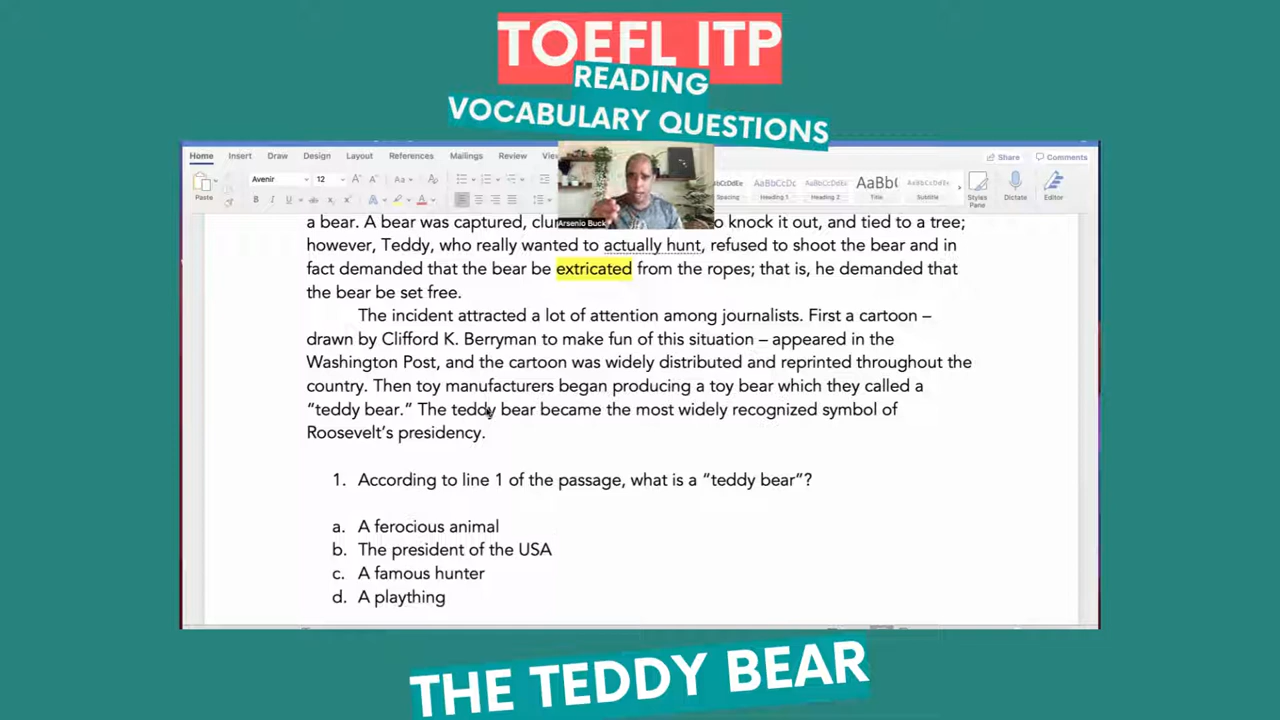 TOEFL ITP
READING
VOCABULARY QUESTIONS
Home Insert Draw Design Layout References Mailings Review Share Comments
Avenir 12 Aa AaBbCcDc AaBbCcDd AaBb( AaBbCcDdEe
Paste Spacing Heading 1 Heading 2 Title Subtitle Styles Pane Dictate Editor
Arsenio Buck
a bear. A bear was captured, to knock it out, and tied to a tree;
however, Teddy, who really wanted to actually hunt, refused to shoot the bear and in
fact demanded that the bear be extricated from the ropes; that is, he demanded that
the bear be set free.
The incident attracted a lot of attention among journalists. First a cartoon –
drawn by Clifford K. Berryman to make fun of this situation – appeared in the
Washington Post, and the cartoon was widely distributed and reprinted throughout the
country. Then toy manufacturers began producing a toy bear which they called a
“teddy bear.” The teddy bear became the most widely recognized symbol of
Roosevelt’s presidency.
1. According to line 1 of the passage, what is a “teddy bear”?
a. A ferocious animal
b. The president of the USA
c. A famous hunter
d. A plaything
THE TEDDY BEAR